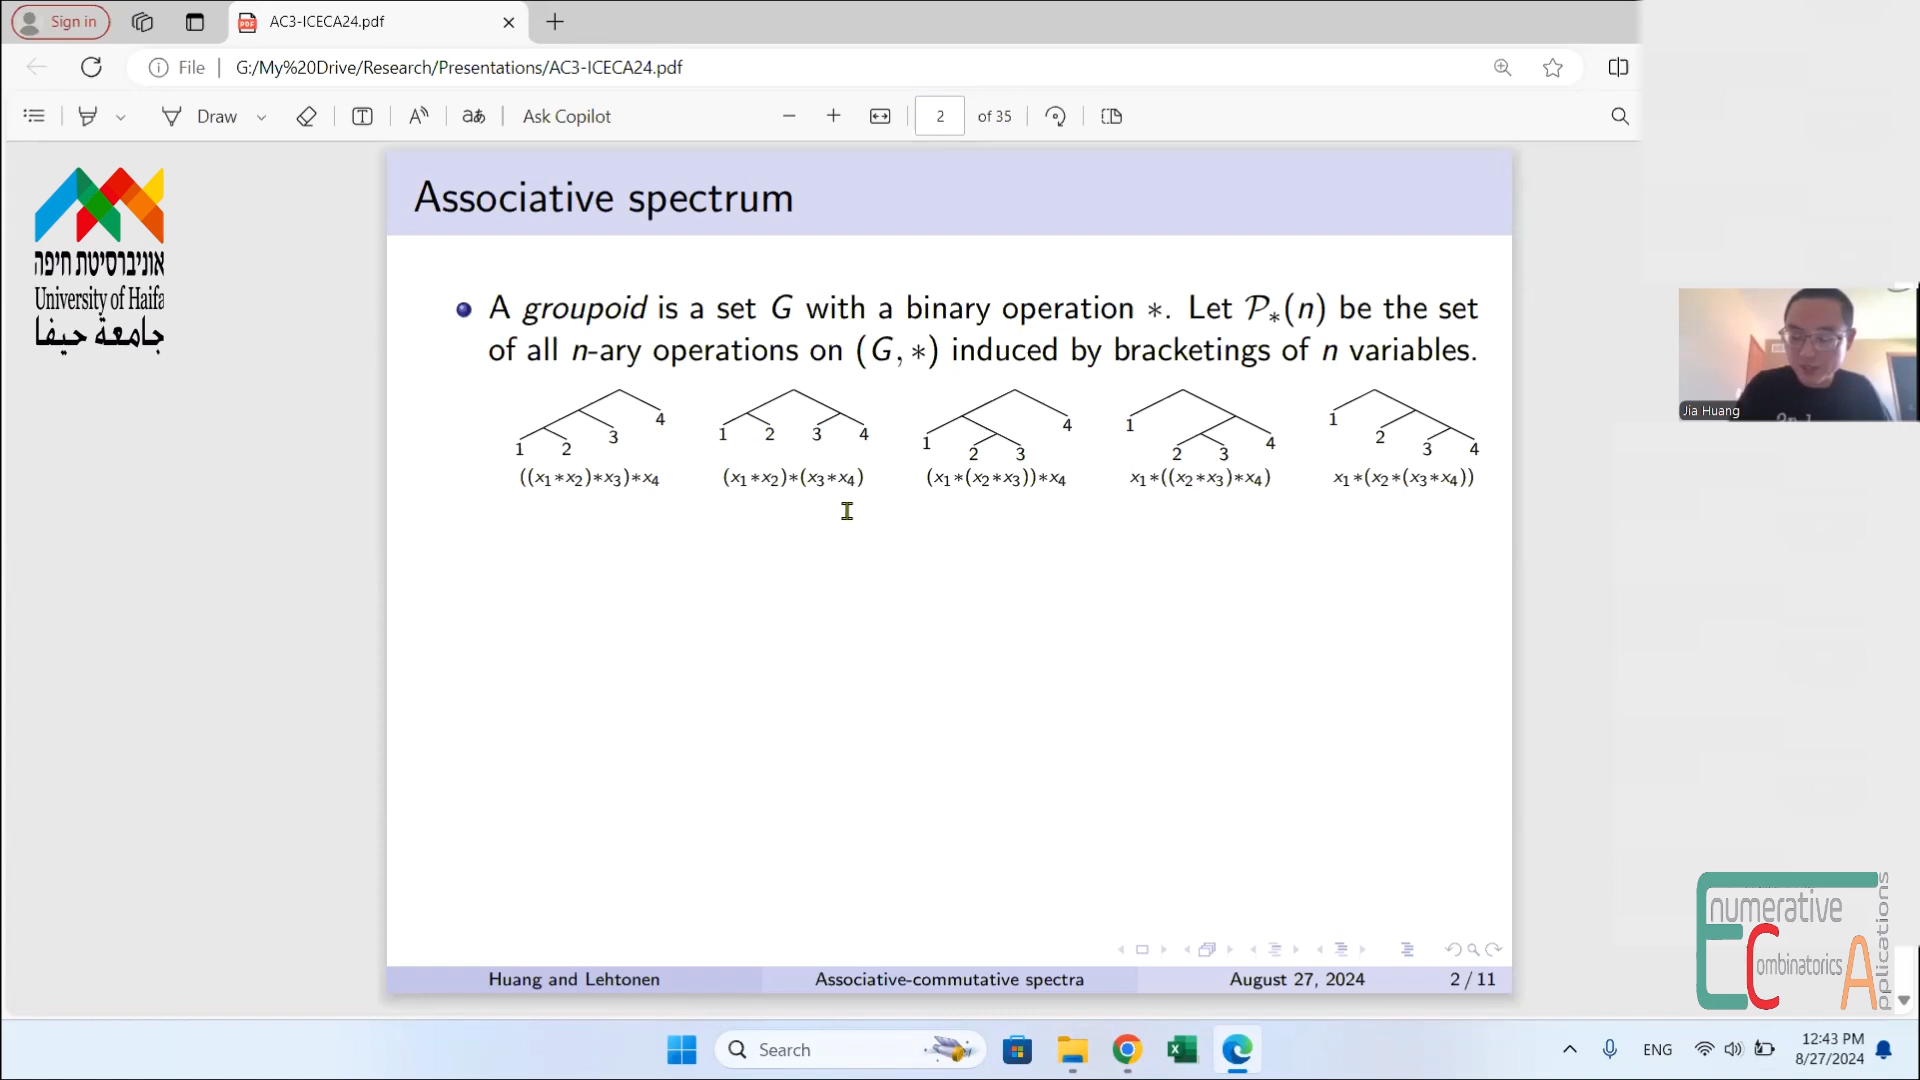 Sign in
AC3-ICECA24.pdf
File
G:/My%20Drive/Research/Presentations/AC3-ICECA24.pdf
Draw
Ask Copilot
2
of 35
אוניברסיטת חיפה
University of Haifa
جامعة حيفا
Associative spectrum
A groupoid is a set G with a binary operation ∗. Let 𝒫∗(n) be the set
of all n-ary operations on (G, ∗) induced by bracketings of n variables.
1 2 3 4
1 2 3 4
1 2 3 4
1 2 3 4
1 2 3 4
((x₁∗x₂)∗x₃)∗x₄
(x₁∗x₂)∗(x₃∗x₄)
(x₁∗(x₂∗x₃))∗x₄
x₁∗((x₂∗x₃)∗x₄)
x₁∗(x₂∗(x₃∗x₄))
Jia Huang
Huang and Lehtonen
Associative-commutative spectra
August 27, 2024
2 / 11
Enumerative
Combinatorics
Applications
Search
ENG
12:43 PM
8/27/2024